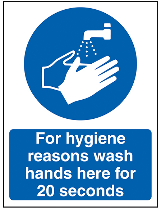 For hygiene
reasons wash
hands here for
20 seconds